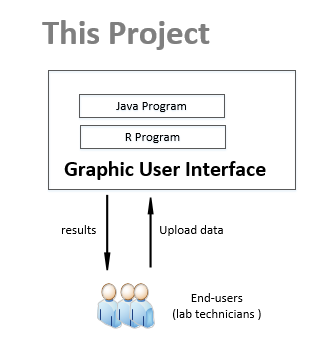 This Project
Java Program
R Program
Graphic User Interface
results
Upload data
End-users
(lab technicians )